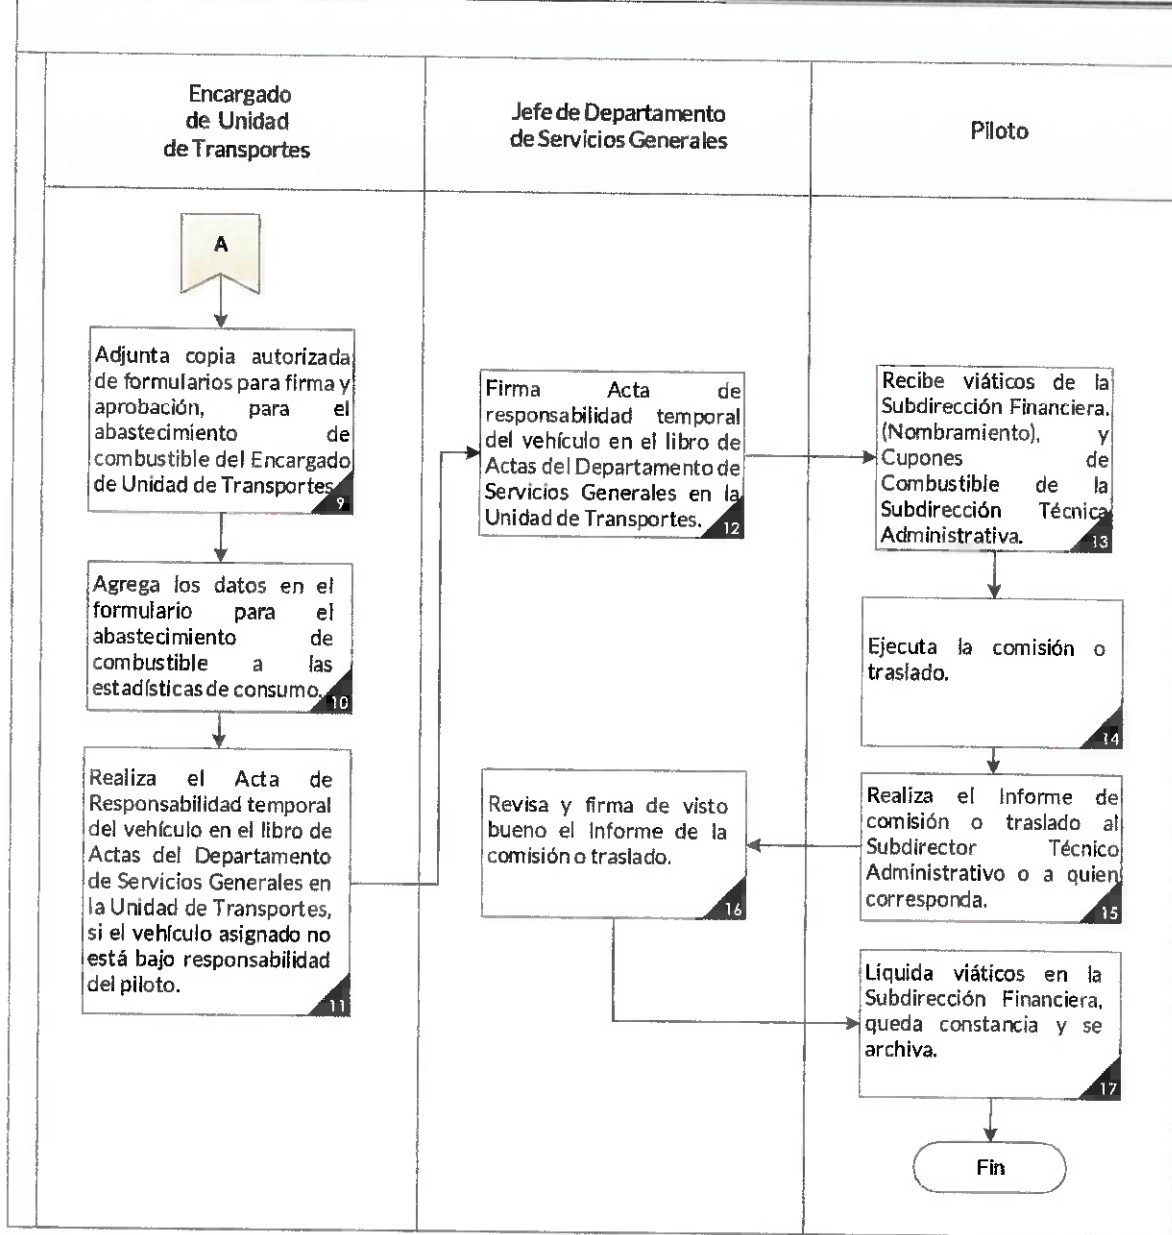 Encargado
de Unidad
de Transportes
Jefe de Departamento
de Servicios Generales
Piloto
A
Adjunta copia autorizada
de formularios para firma y
aprobación, para el
abastecimiento de
combustible del Encargado
de Unidad de Transportes
9
Agrega los datos en el
formulario para el
abastecimiento de
combustible a las
estadísticas de consumo.
10
Realiza el Acta de
Responsabilidad temporal
del vehículo en el libro de
Actas del Departamento
de Servicios Generales en
la Unidad de Transportes,
si el vehículo asignado no
está bajo responsabilidad
del piloto.
11
Firma Acta de
responsabilidad temporal
del vehículo en el libro de
Actas del Departamento de
Servicios Generales en la
Unidad de Transportes.
12
Recibe viáticos de la
Subdirección Financiera.
(Nombramiento), y
Cupones de
Combustible de la
Subdirección Técnica
Administrativa.
13
Ejecuta la comisión o
traslado.
14
Realiza el Informe de
comisión o traslado al
Subdirector Técnico
Administrativo o a quien
corresponda.
15
Revisa y firma de visto
bueno el Informe de la
comisión o traslado.
16
Líquida viáticos en la
Subdirección Financiera,
queda constancia y se
archiva.
17
Fin